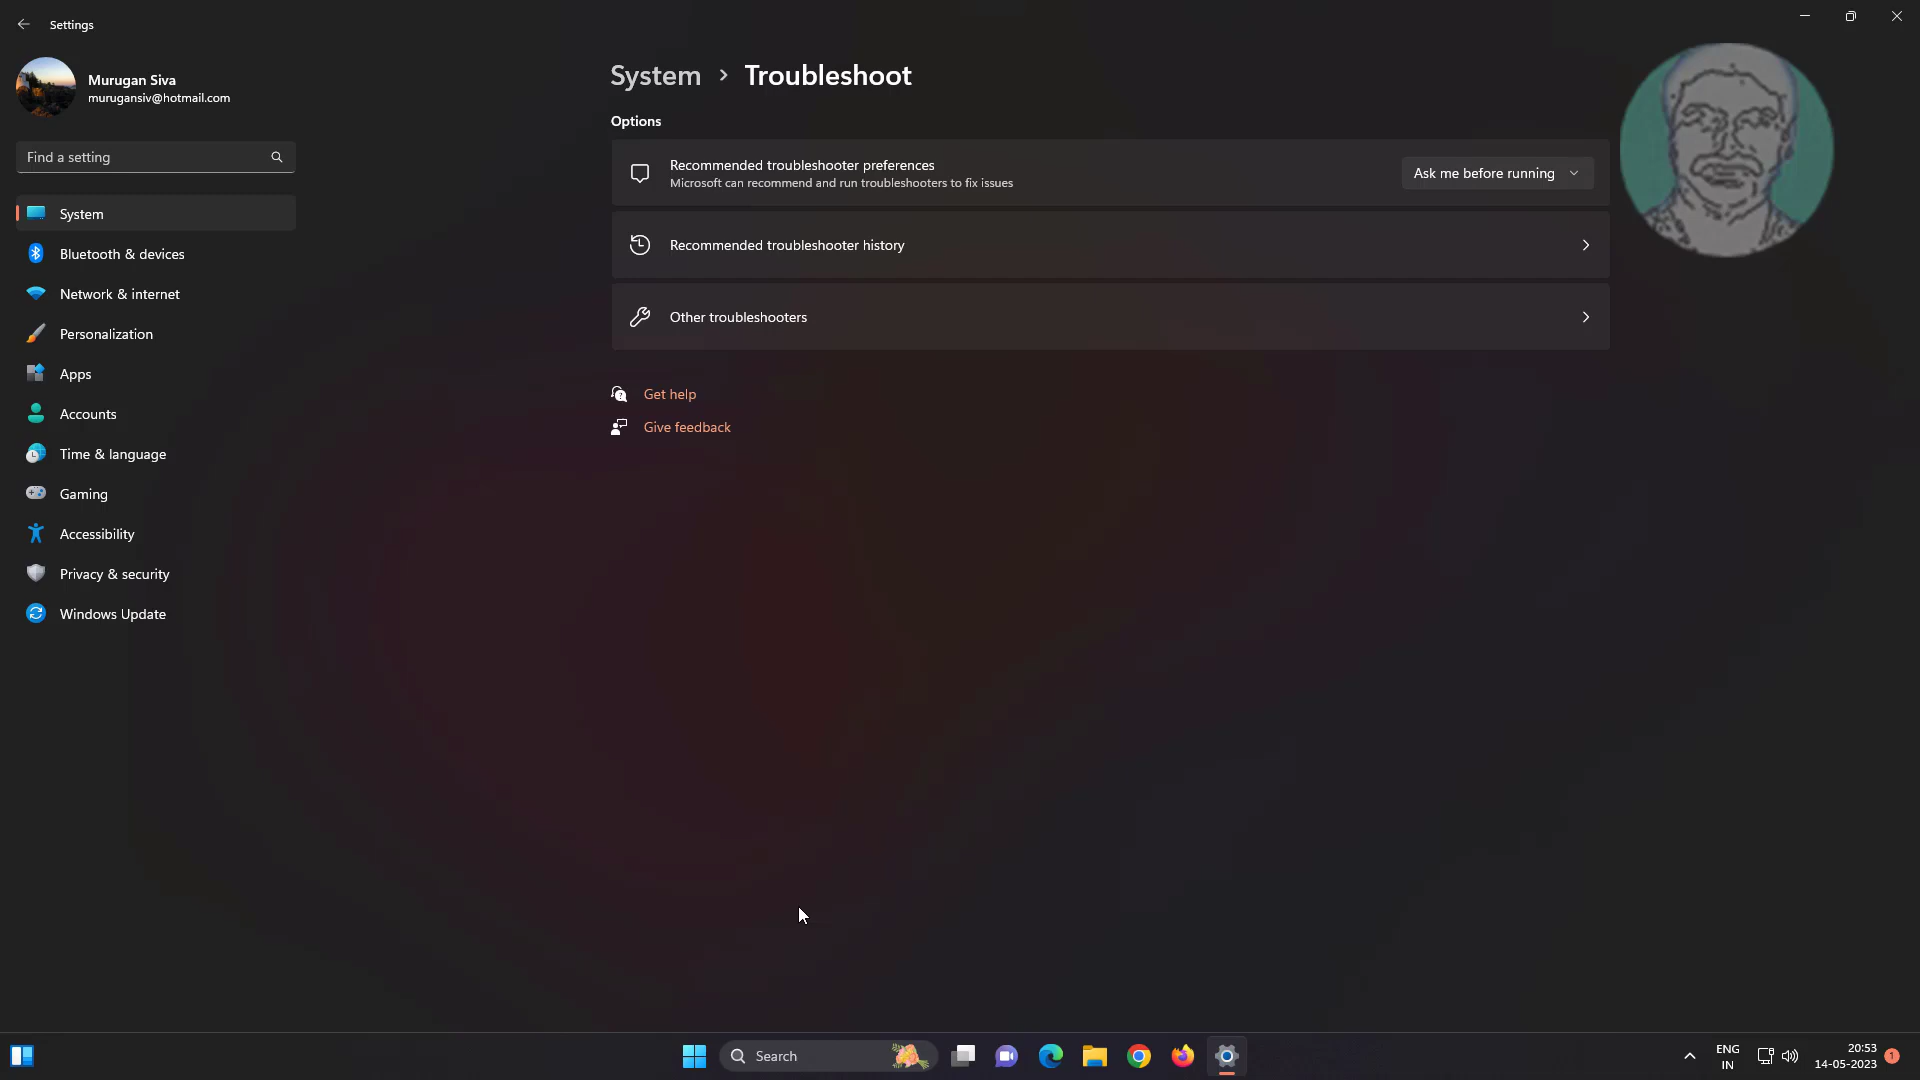 Settings
Murugan Siva
murugansiv@hotmail.com
Find a setting
System
Bluetooth & devices
Network & internet
Personalization
Apps
Accounts
Time & language
Gaming
Accessibility
Privacy & security
Windows Update
System > Troubleshoot
Options
Recommended troubleshooter preferences
Microsoft can recommend and run troubleshooters to fix issues
Ask me before running
Recommended troubleshooter history
Other troubleshooters
Get help
Give feedback
Search
ENG
IN
20:53
14-05-2023
1